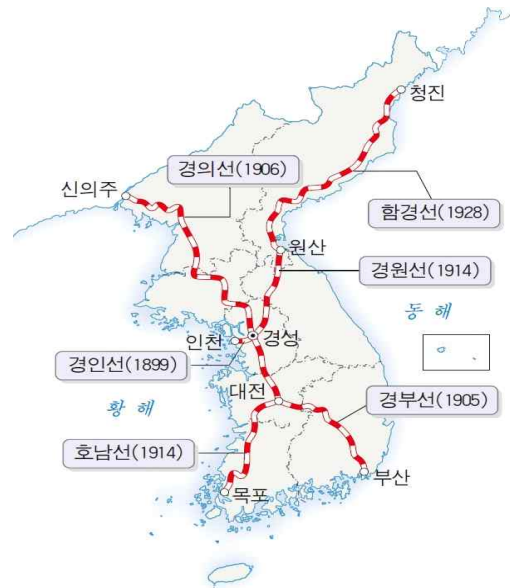 청진
경의선(1906)
신의주
함경선(1928)
원산
경원선(1914)
동 해
인천
경성
경인선(1899)
대전
황 해
경부선(1905)
호남선(1914)
부산
목포